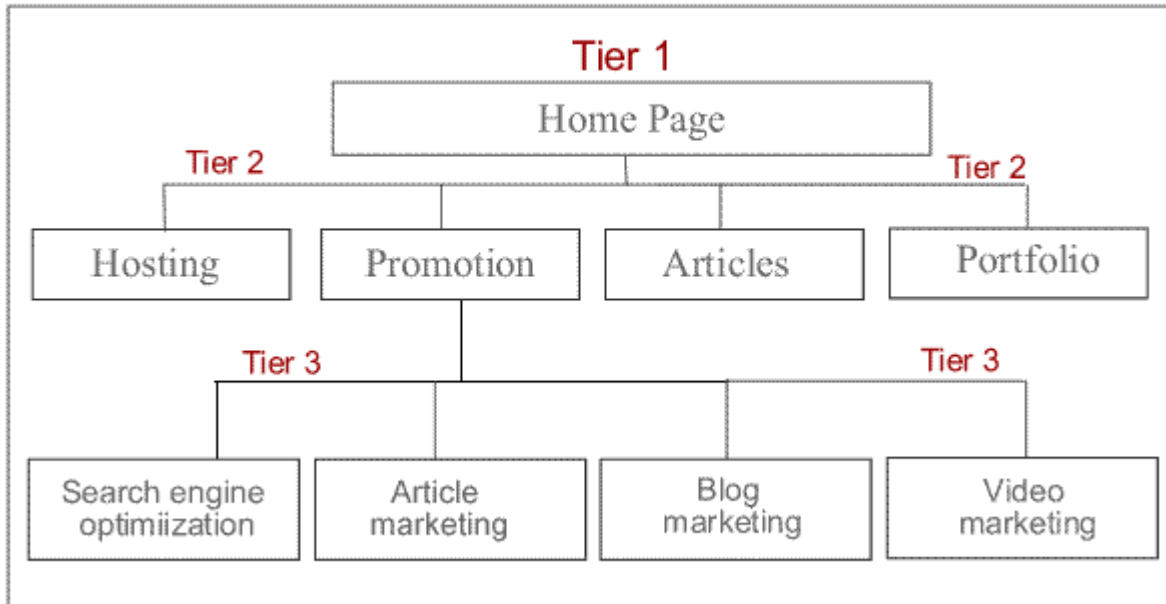 Tier 1
Home Page
Tier 2
Tier 2
Hosting
Promotion
Articles
Portfolio
Tier 3
Tier 3
Search engine
optimiization
Article
marketing
Blog
marketing
Video
marketing